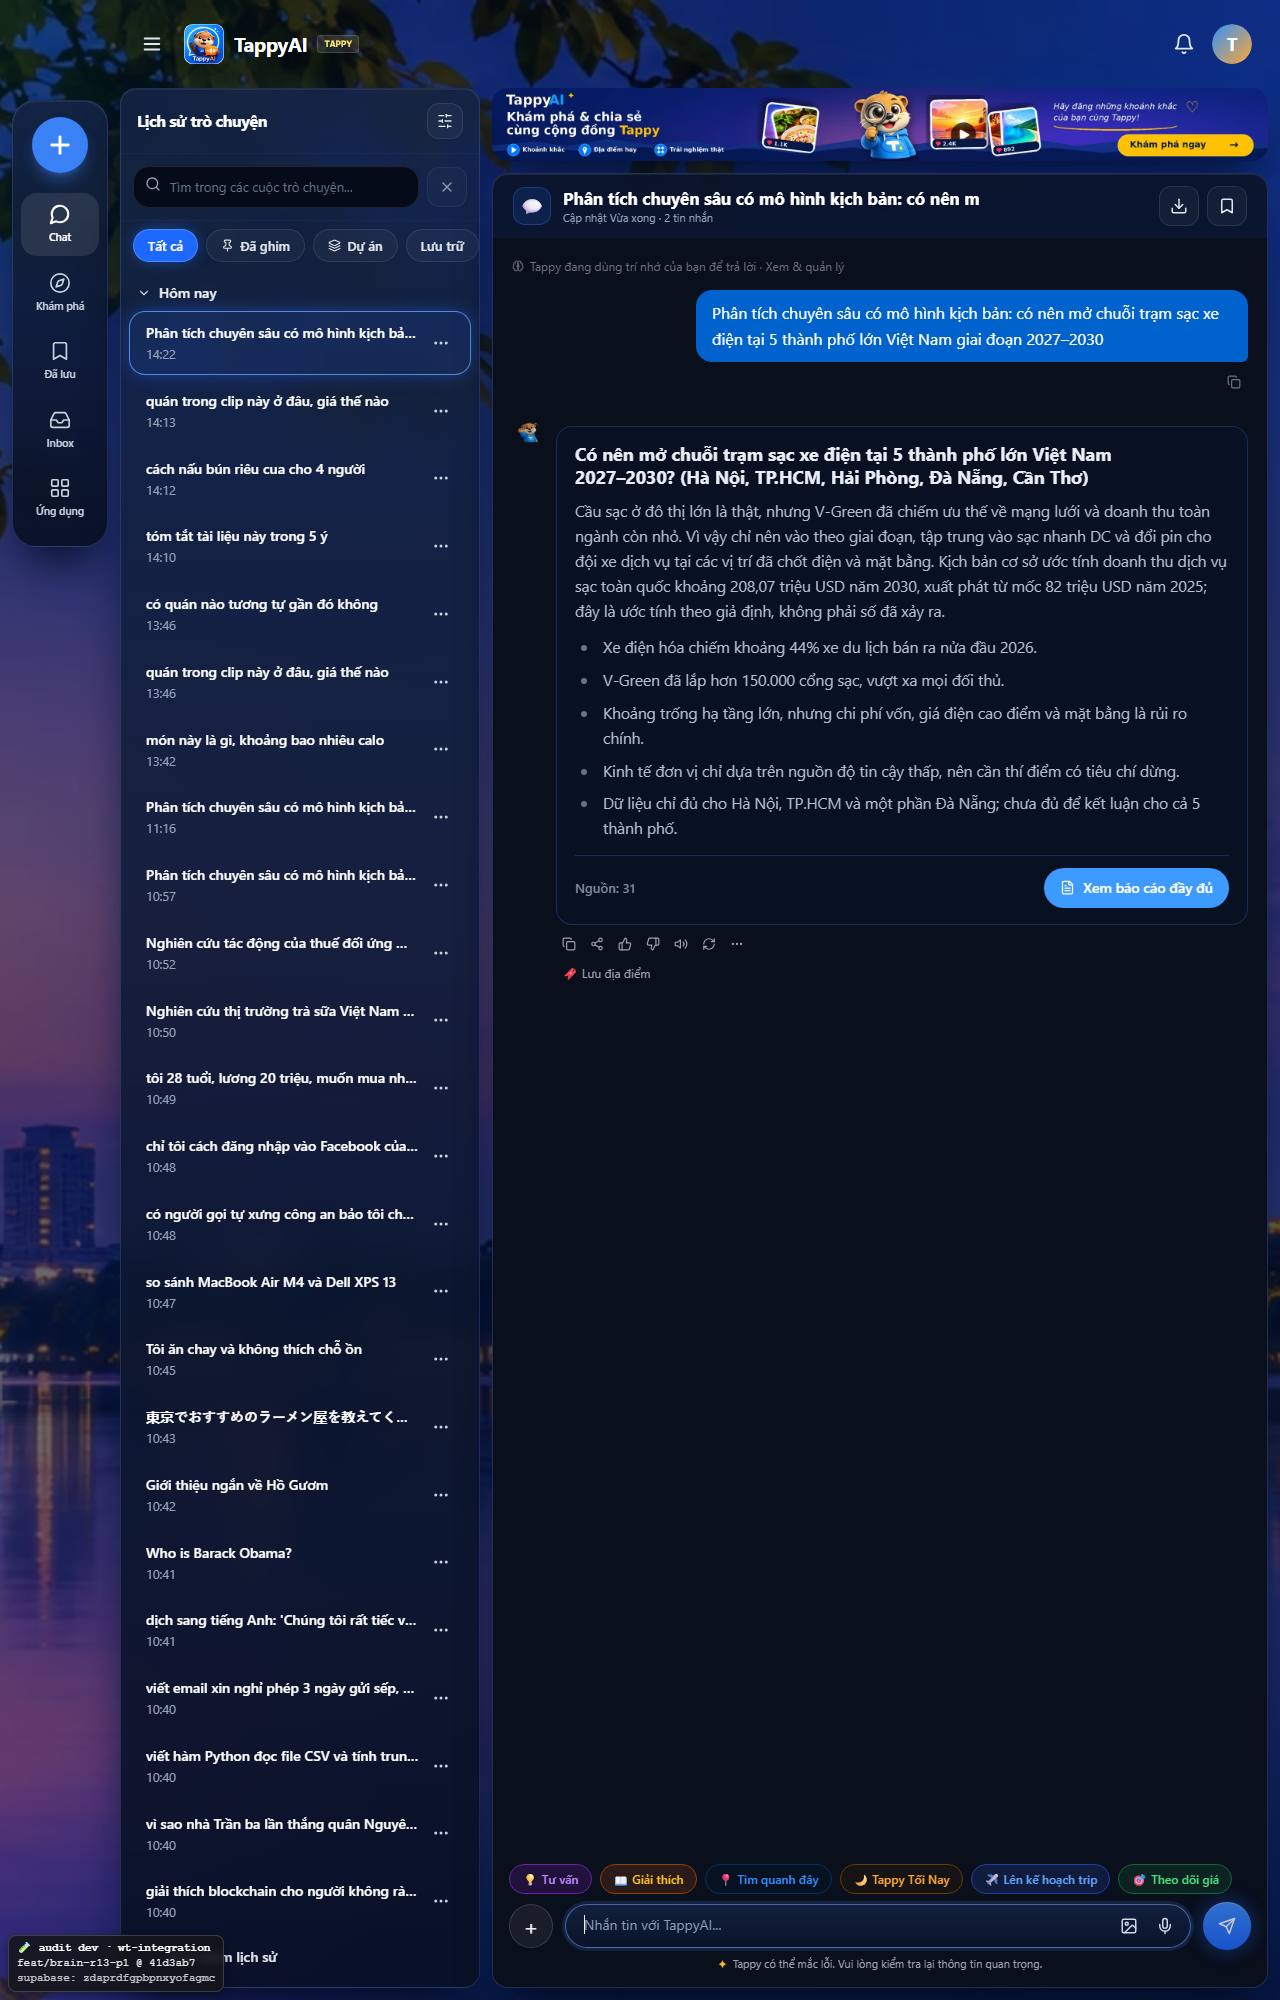 TappyAI
TAPPY
T
Chat
Khám phá
Đã lưu
Inbox
Ứng dụng
Lịch sử trò chuyện
Tìm trong các cuộc trò chuyện...
Tất cả
Đã ghim
Dự án
Lưu trữ
Hôm nay
Phân tích chuyên sâu có mô hình kịch bả...
14:22
quán trong clip này ở đâu, giá thế nào
14:13
cách nấu bún riêu cua cho 4 người
14:12
tóm tắt tài liệu này trong 5 ý
14:10
có quán nào tương tự gần đó không
13:46
quán trong clip này ở đâu, giá thế nào
13:46
món này là gì, khoảng bao nhiêu calo
13:42
Phân tích chuyên sâu có mô hình kịch bả...
11:16
Phân tích chuyên sâu có mô hình kịch bả...
10:57
Nghiên cứu tác động của thuế đối ứng ...
10:52
Nghiên cứu thị trường trà sữa Việt Nam ...
10:50
tôi 28 tuổi, lương 20 triệu, muốn mua nh...
10:49
chỉ tôi cách đăng nhập vào Facebook của...
10:48
có người gọi tự xưng công an bảo tôi ch...
10:48
so sánh MacBook Air M4 và Dell XPS 13
10:47
Tôi ăn chay và không thích chỗ ồn
10:45
東京でおすすめのラーメン屋を教えてく...
10:43
Giới thiệu ngắn về Hồ Gươm
10:42
Who is Barack Obama?
10:41
dịch sang tiếng Anh: 'Chúng tôi rất tiếc v...
10:41
viết email xin nghỉ phép 3 ngày gửi sếp, ...
10:40
viết hàm Python đọc file CSV và tính trun...
10:40
vì sao nhà Trần ba lần thắng quân Nguyê...
10:40
giải thích blockchain cho người không rà...
10:40
m lịch sử
audit dev · wt-integration
feat/brain-r13-p1 @ 41d3ab7
supabase: zdaprdfgpbpnxyofagmc
TappyAI
Khám phá & chia sẻ
cùng cộng đồng Tappy
Khoảnh khắc
Địa điểm hay
Trải nghiệm thật
1.1K
2.4K
892
Hãy đăng những khoảnh khắc
của bạn cùng Tappy!
Khám phá ngay →
Phân tích chuyên sâu có mô hình kịch bản: có nên m
Cập nhật Vừa xong · 2 tin nhắn
Tappy đang dùng trí nhớ của bạn để trả lời · Xem & quản lý
Phân tích chuyên sâu có mô hình kịch bản: có nên mở chuỗi trạm sạc xe
điện tại 5 thành phố lớn Việt Nam giai đoạn 2027–2030
Có nên mở chuỗi trạm sạc xe điện tại 5 thành phố lớn Việt Nam
2027–2030? (Hà Nội, TP.HCM, Hải Phòng, Đà Nẵng, Cần Thơ)
Cầu sạc ở đô thị lớn là thật, nhưng V-Green đã chiếm ưu thế về mạng lưới và doanh thu toàn
ngành còn nhỏ. Vì vậy chỉ nên vào theo giai đoạn, tập trung vào sạc nhanh DC và đổi pin cho
đội xe dịch vụ tại các vị trí đã chốt điện và mặt bằng. Kịch bản cơ sở ước tính doanh thu dịch vụ
sạc toàn quốc khoảng 208,07 triệu USD năm 2030, xuất phát từ mốc 82 triệu USD năm 2025;
đây là ước tính theo giả định, không phải số đã xảy ra.
Xe điện hóa chiếm khoảng 44% xe du lịch bán ra nửa đầu 2026.
V-Green đã lắp hơn 150.000 cổng sạc, vượt xa mọi đối thủ.
Khoảng trống hạ tầng lớn, nhưng chi phí vốn, giá điện cao điểm và mặt bằng là rủi ro
chính.
Kinh tế đơn vị chỉ dựa trên nguồn độ tin cậy thấp, nên cần thí điểm có tiêu chí dừng.
Dữ liệu chỉ đủ cho Hà Nội, TP.HCM và một phần Đà Nẵng; chưa đủ để kết luận cho cả 5
thành phố.
Nguồn: 31
Xem báo cáo đầy đủ
Lưu địa điểm
Tư vấn
Giải thích
Tìm quanh đây
Tappy Tối Nay
Lên kế hoạch trip
Theo dõi giá
Nhắn tin với TappyAI...
Tappy có thể mắc lỗi. Vui lòng kiểm tra lại thông tin quan trọng.